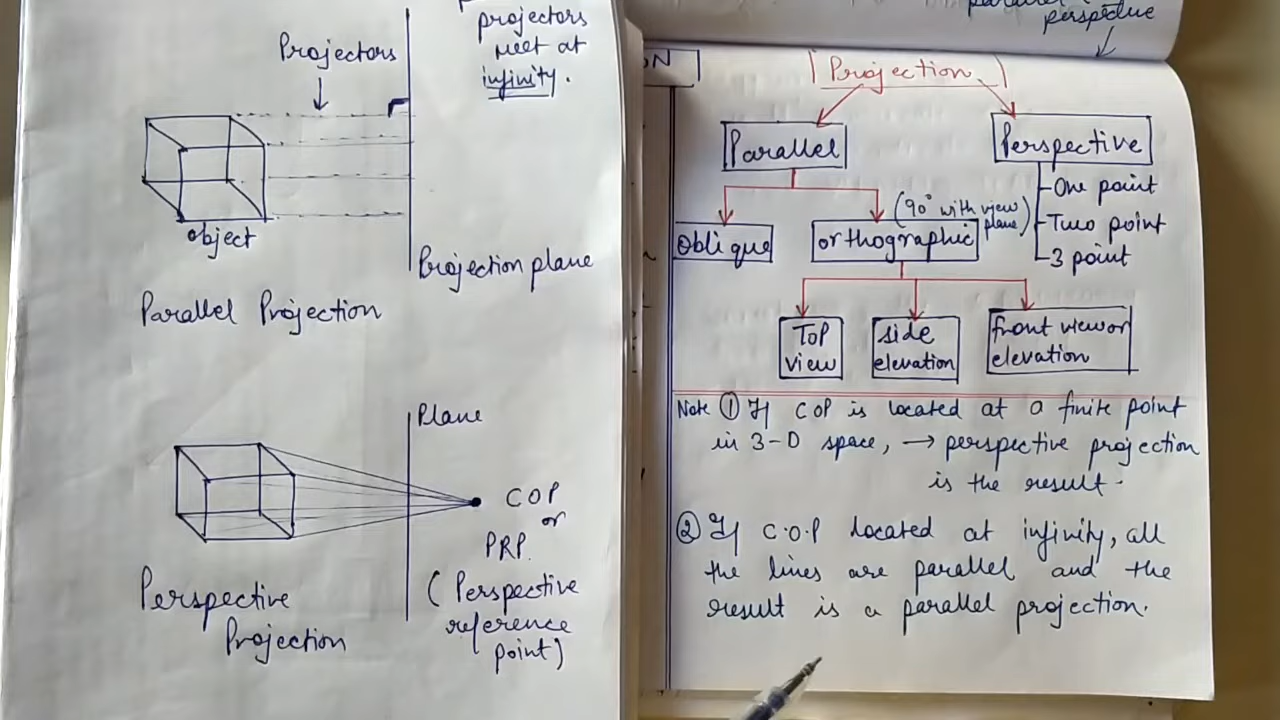 projectors
meet at
infinity.
Projectors
object
Projection plane
Parallel Projection
Plane
COP
or
PRP.
(Perspective
reference
point)
Perspective
Projection
perspective
N
Projection
Parallel
Perspective
One point
Two point
3 point
oblique
orthographic
(90° with view
plane)
Top
view
side
elevation
front view or
elevation
Note ① If COP is located at a finite point
in 3-D space, → perspective projection
is the result.
② If C.O.P located at infinity, all
the lines are parallel and the
result is a parallel projection.